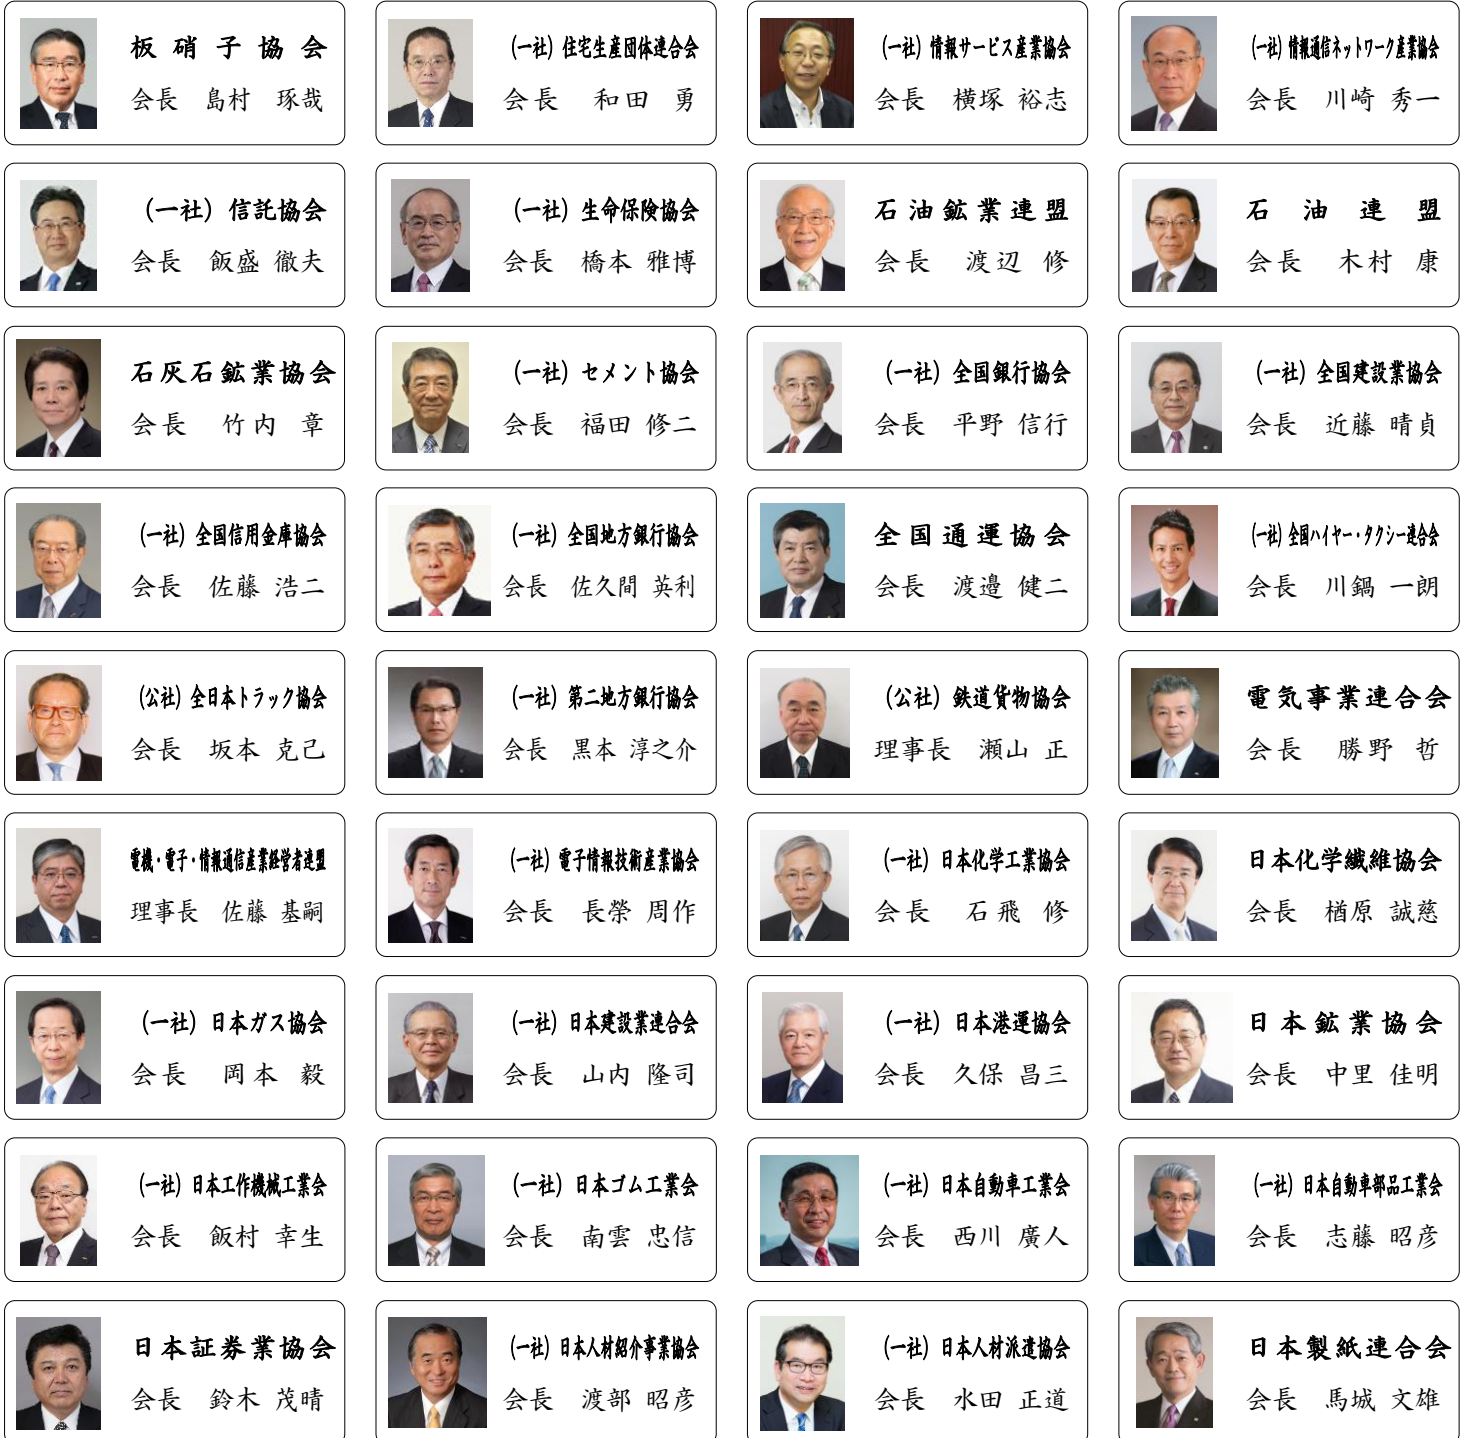 板硝子協会
会長 島村 琢哉
(一社)住宅生産団体連合会
会長 和田 勇
(一社)情報サービス産業協会
会長 横塚 裕志
(一社)情報通信ネットワーク産業協会
会長 川崎 秀一
(一社)信託協会
会長 飯盛 徹夫
(一社)生命保険協会
会長 橋本 雅博
石油鉱業連盟
会長 渡辺 修
石油連盟
会長 木村 康
石灰石鉱業協会
会長 竹内 章
(一社)セメント協会
会長 福田 修二
(一社)全国銀行協会
会長 平野 信行
(一社)全国建設業協会
会長 近藤 晴貞
(一社)全国信用金庫協会
会長 佐藤 浩二
(一社)全国地方銀行協会
会長 佐久間 英利
全国通運協会
会長 渡邉 健二
(一社)全国ハイヤー・タクシー連合会
会長 川鍋 一朗
(公社)全日本トラック協会
会長 坂本 克己
(一社)第二地方銀行協会
会長 黒本 淳之介
(公社)鉄道貨物協会
理事長 瀬山 正
電気事業連合会
会長 勝野 哲
電機・電子・情報通信産業経営者連盟
理事長 佐藤 基嗣
(一社)電子情報技術産業協会
会長 長榮 周作
(一社)日本化学工業協会
会長 石飛 修
日本化学繊維協会
会長 楢原 誠慈
(一社)日本ガス協会
会長 岡本 毅
(一社)日本建設業連合会
会長 山内 隆司
(一社)日本港運協会
会長 久保 昌三
日本鉱業協会
会長 中里 佳明
(一社)日本工作機械工業会
会長 飯村 幸生
(一社)日本ゴム工業会
会長 南雲 忠信
(一社)日本自動車工業会
会長 西川 廣人
(一社)日本自動車部品工業会
会長 志藤 昭彦
日本証券業協会
会長 鈴木 茂晴
(一社)日本人材紹介事業協会
会長 渡部 昭彦
(一社)日本人材派遣協会
会長 水田 正道
日本製紙連合会
会長 馬城 文雄